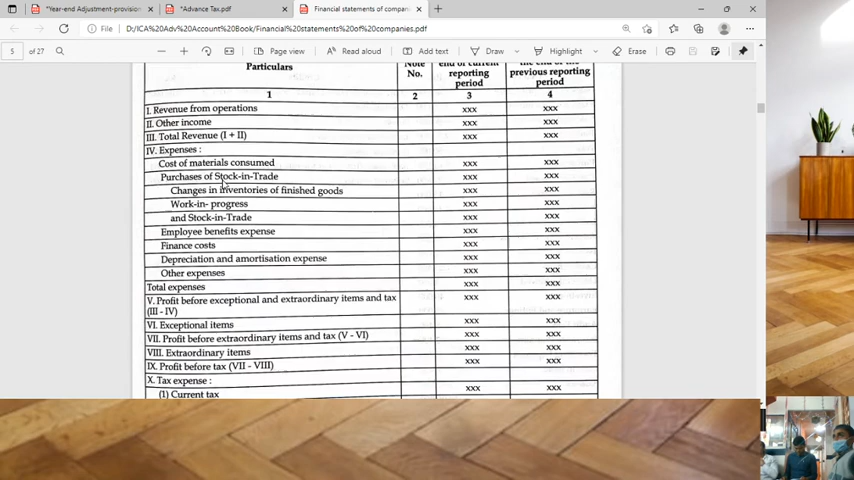 *Year-end Adjustment-provision
*Advance Tax.pdf
Financial statements of compani
File
D:/ICA%20Adv%20Account%20Book/Financial%20statements%20of%20companies.pdf
5 of 27
Page view
Read aloud
Add text
Draw
Highlight
Erase
Particulars Note No. end of current reporting period the end of the previous reporting period
1 2 3 4
I. Revenue from operations xxx xxx
II. Other income xxx xxx
III. Total Revenue (I + II) xxx xxx
IV. Expenses :
Cost of materials consumed xxx xxx
Purchases of Stock-in-Trade xxx xxx
Changes in inventories of finished goods xxx xxx
Work-in- progress xxx xxx
and Stock-in-Trade xxx xxx
Employee benefits expense xxx xxx
Finance costs xxx xxx
Depreciation and amortisation expense xxx xxx
Other expenses xxx xxx
Total expenses xxx xxx
V. Profit before exceptional and extraordinary items and tax xxx xxx
(III - IV)
VI. Exceptional items xxx xxx
VII. Profit before extraordinary items and tax (V - VI) xxx xxx
VIII. Extraordinary items xxx xxx
IX. Profit before tax (VII - VIII) xxx xxx
X. Tax expense :
(1) Current tax xxx xxx